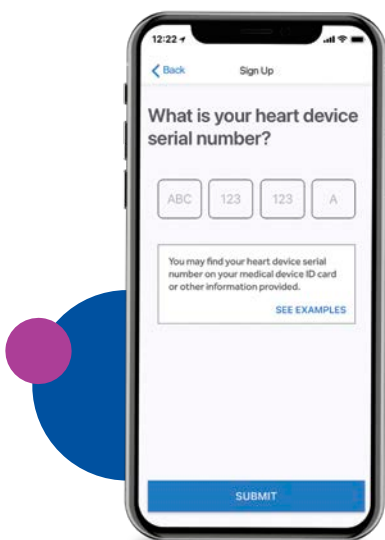 12:22
Back Sign Up
What is your heart device
serial number?
ABC 123 123 A
You may find your heart device serial
number on your medical device ID card
or other information provided.
SEE EXAMPLES
SUBMIT